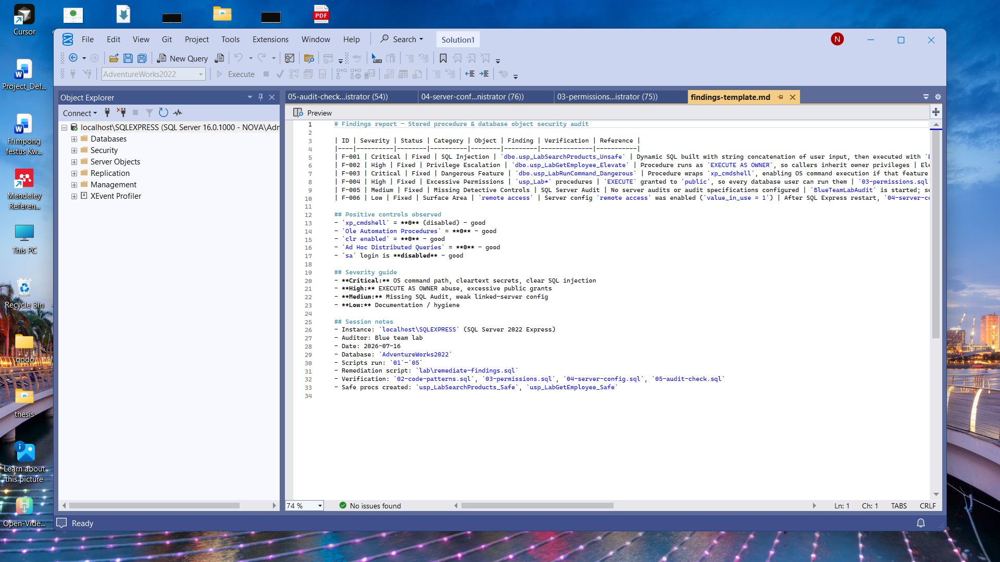 Cursor
PDF
File Edit View Git Project Tools Extensions Window Help Search Solution1 N
New Query
AdventureWorks2022 Execute
Project_Def...
Frimpong
festus Kw...
Mendeley
Referen...
This PC
Recycle Bin
qodo
thesis
Learn about
this picture
Open-Vide...
Object Explorer
Connect
localhost\SQLEXPRESS (SQL Server 16.0.1000 - NOVA\Adn
Databases
Security
Server Objects
Replication
Management
XEvent Profiler
05-audit-check...istrator (54)) 04-server-conf...nistrator (76)) 03-permissions...istrator (75)) findings-template.md
Preview
1 # Findings report — Stored procedure & database object security audit
2
3 | ID | Severity | Status | Category | Object | Finding | Verification | Reference |
4 |----|----------|--------|----------|--------|---------|--------------|-----------|
5 | F-001 | Critical | Fixed | SQL Injection | `dbo.usp_LabSearchProducts_Unsafe` | Dynamic SQL built with string concatenation of user input, then executed with `E
6 | F-002 | High | Fixed | Privilege Escalation | `dbo.usp_LabGetEmployee_Elevate` | Procedure runs as `EXECUTE AS OWNER`, so callers inherit owner privileges | Ele
7 | F-003 | Critical | Fixed | Dangerous Feature | `dbo.usp_LabRunCommand_Dangerous` | Procedure wraps `xp_cmdshell`, enabling OS command execution if that feature
8 | F-004 | High | Fixed | Excessive Permissions | `usp_Lab*` procedures | `EXECUTE` granted to `public`, so every database user can run them | `03-permissions.sql`
9 | F-005 | Medium | Fixed | Missing Detective Controls | SQL Server Audit | No server audits or audit specifications configured | `BlueTeamLabAudit` is started; se
10 | F-006 | Low | Fixed | Surface Area | `remote access` | Server config `remote access` was enabled (`value_in_use = 1`) | After SQL Express restart, `04-server-co
11
12 ## Positive controls observed
13 - `xp_cmdshell` = **0** (disabled) — good
14 - `Ole Automation Procedures` = **0** — good
15 - `clr enabled` = **0** — good
16 - `Ad Hoc Distributed Queries` = **0** — good
17 - `sa` login is **disabled** — good
18
19 ## Severity guide
20 - **Critical:** OS command path, cleartext secrets, clear SQL injection
21 - **High:** EXECUTE AS OWNER abuse, excessive public grants
22 - **Medium:** Missing SQL Audit, weak linked-server config
23 - **Low:** Documentation / hygiene
24
25 ## Session notes
26 - Instance: `localhost\SQLEXPRESS` (SQL Server 2022 Express)
27 - Auditor: Blue team lab
28 - Date: 2026-07-16
29 - Database: `AdventureWorks2022`
30 - Scripts run: `01`–`05`
31 - Remediation script: `lab\remediate-findings.sql`
32 - Verification: `02-code-patterns.sql`, `03-permissions.sql`, `04-server-config.sql`, `05-audit-check.sql`
33 - Safe procs created: `usp_LabSearchProducts_Safe`, `usp_LabGetEmployee_Safe`
34
74 % No issues found Ln: 1 Ch: 1 TABS CRLF
Ready